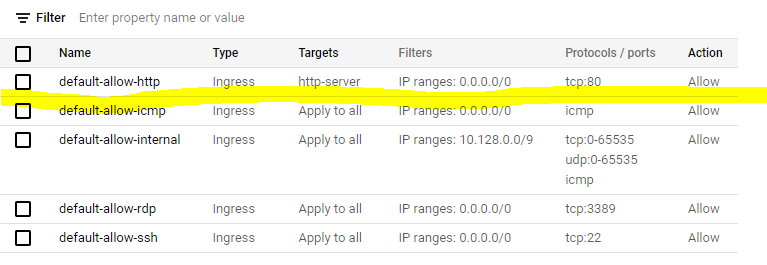 Filter Enter property name or value
Name Type Targets Filters Protocols / ports Action
default-allow-http Ingress http-server IP ranges: 0.0.0.0/0 tcp:80 Allow
default-allow-icmp Ingress Apply to all IP ranges: 0.0.0.0/0 icmp Allow
default-allow-internal Ingress Apply to all IP ranges: 10.128.0.0/9 tcp:0-65535 Allow
udp:0-65535
icmp
default-allow-rdp Ingress Apply to all IP ranges: 0.0.0.0/0 tcp:3389 Allow
default-allow-ssh Ingress Apply to all IP ranges: 0.0.0.0/0 tcp:22 Allow